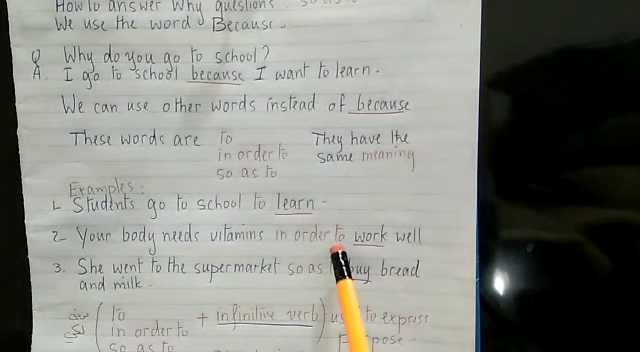 How to answer Why questions
We use the word Because.
Q Why do you go to school?
A. I go to school because I want to learn.
We can use other words instead of because
These words are to They have the
in order to same meaning
so as to
Examples:
1. Students go to school to learn.
2 Your body needs vitamins in order to work well
3. She went to the supermarket so as buy bread
and milk.
to + infinitive verb) to express
in order to
so as to purpose.